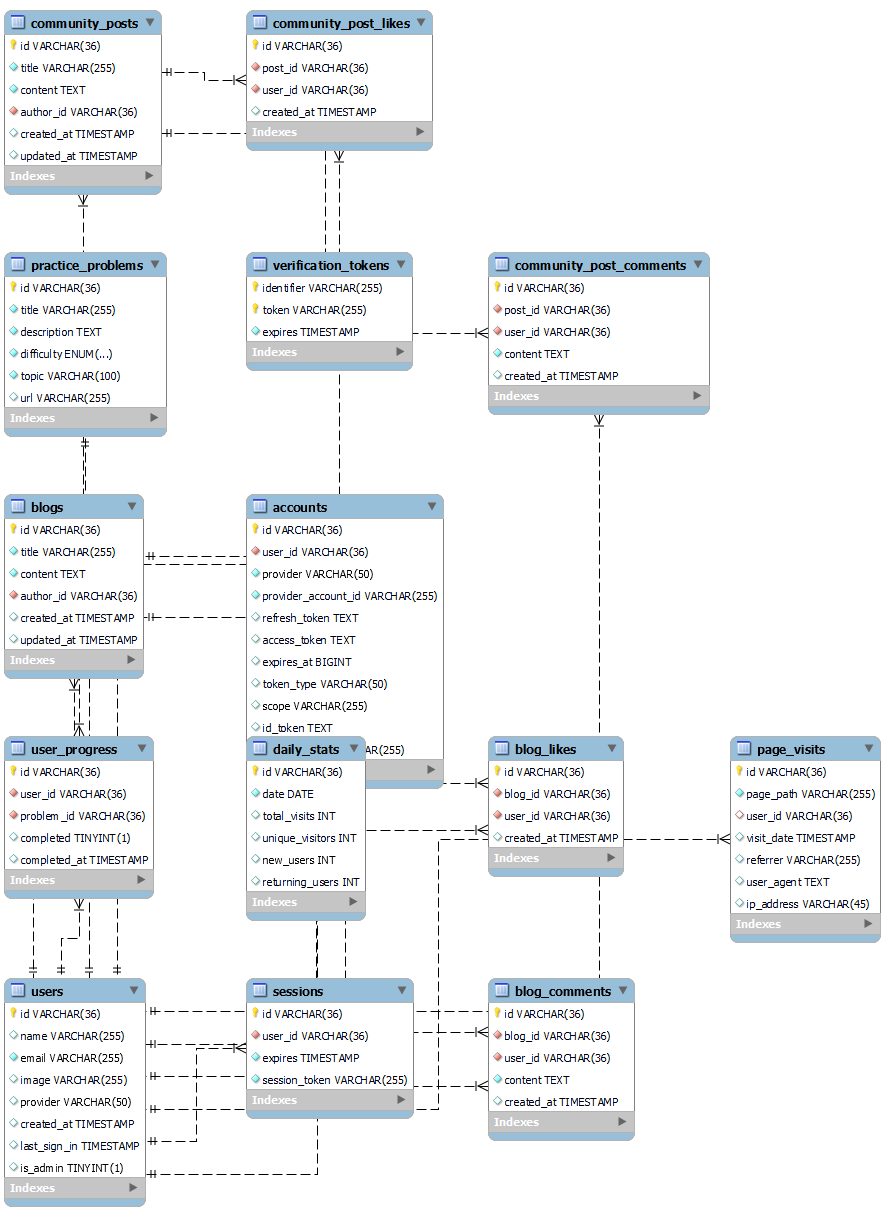 community_posts
id VARCHAR(36)
title VARCHAR(255)
content TEXT
author_id VARCHAR(36)
created_at TIMESTAMP
updated_at TIMESTAMP
Indexes
community_post_likes
id VARCHAR(36)
post_id VARCHAR(36)
user_id VARCHAR(36)
created_at TIMESTAMP
Indexes
practice_problems
id VARCHAR(36)
title VARCHAR(255)
description TEXT
difficulty ENUM(...)
topic VARCHAR(100)
url VARCHAR(255)
Indexes
verification_tokens
identifier VARCHAR(255)
token VARCHAR(255)
expires TIMESTAMP
Indexes
community_post_comments
id VARCHAR(36)
post_id VARCHAR(36)
user_id VARCHAR(36)
content TEXT
created_at TIMESTAMP
Indexes
blogs
id VARCHAR(36)
title VARCHAR(255)
content TEXT
author_id VARCHAR(36)
created_at TIMESTAMP
updated_at TIMESTAMP
Indexes
accounts
id VARCHAR(36)
user_id VARCHAR(36)
provider VARCHAR(50)
provider_account_id VARCHAR(255)
refresh_token TEXT
access_token TEXT
expires_at BIGINT
token_type VARCHAR(50)
scope VARCHAR(255)
id_token TEXT
AR(255)
user_progress
id VARCHAR(36)
user_id VARCHAR(36)
problem_id VARCHAR(36)
completed TINYINT(1)
completed_at TIMESTAMP
Indexes
daily_stats
id VARCHAR(36)
date DATE
total_visits INT
unique_visitors INT
new_users INT
returning_users INT
Indexes
blog_likes
id VARCHAR(36)
blog_id VARCHAR(36)
user_id VARCHAR(36)
created_at TIMESTAMP
Indexes
page_visits
id VARCHAR(36)
page_path VARCHAR(255)
user_id VARCHAR(36)
visit_date TIMESTAMP
referrer VARCHAR(255)
user_agent TEXT
ip_address VARCHAR(45)
Indexes
users
id VARCHAR(36)
name VARCHAR(255)
email VARCHAR(255)
image VARCHAR(255)
provider VARCHAR(50)
created_at TIMESTAMP
last_sign_in TIMESTAMP
is_admin TINYINT(1)
Indexes
sessions
id VARCHAR(36)
user_id VARCHAR(36)
expires TIMESTAMP
session_token VARCHAR(255)
Indexes
blog_comments
id VARCHAR(36)
blog_id VARCHAR(36)
user_id VARCHAR(36)
content TEXT
created_at TIMESTAMP
Indexes